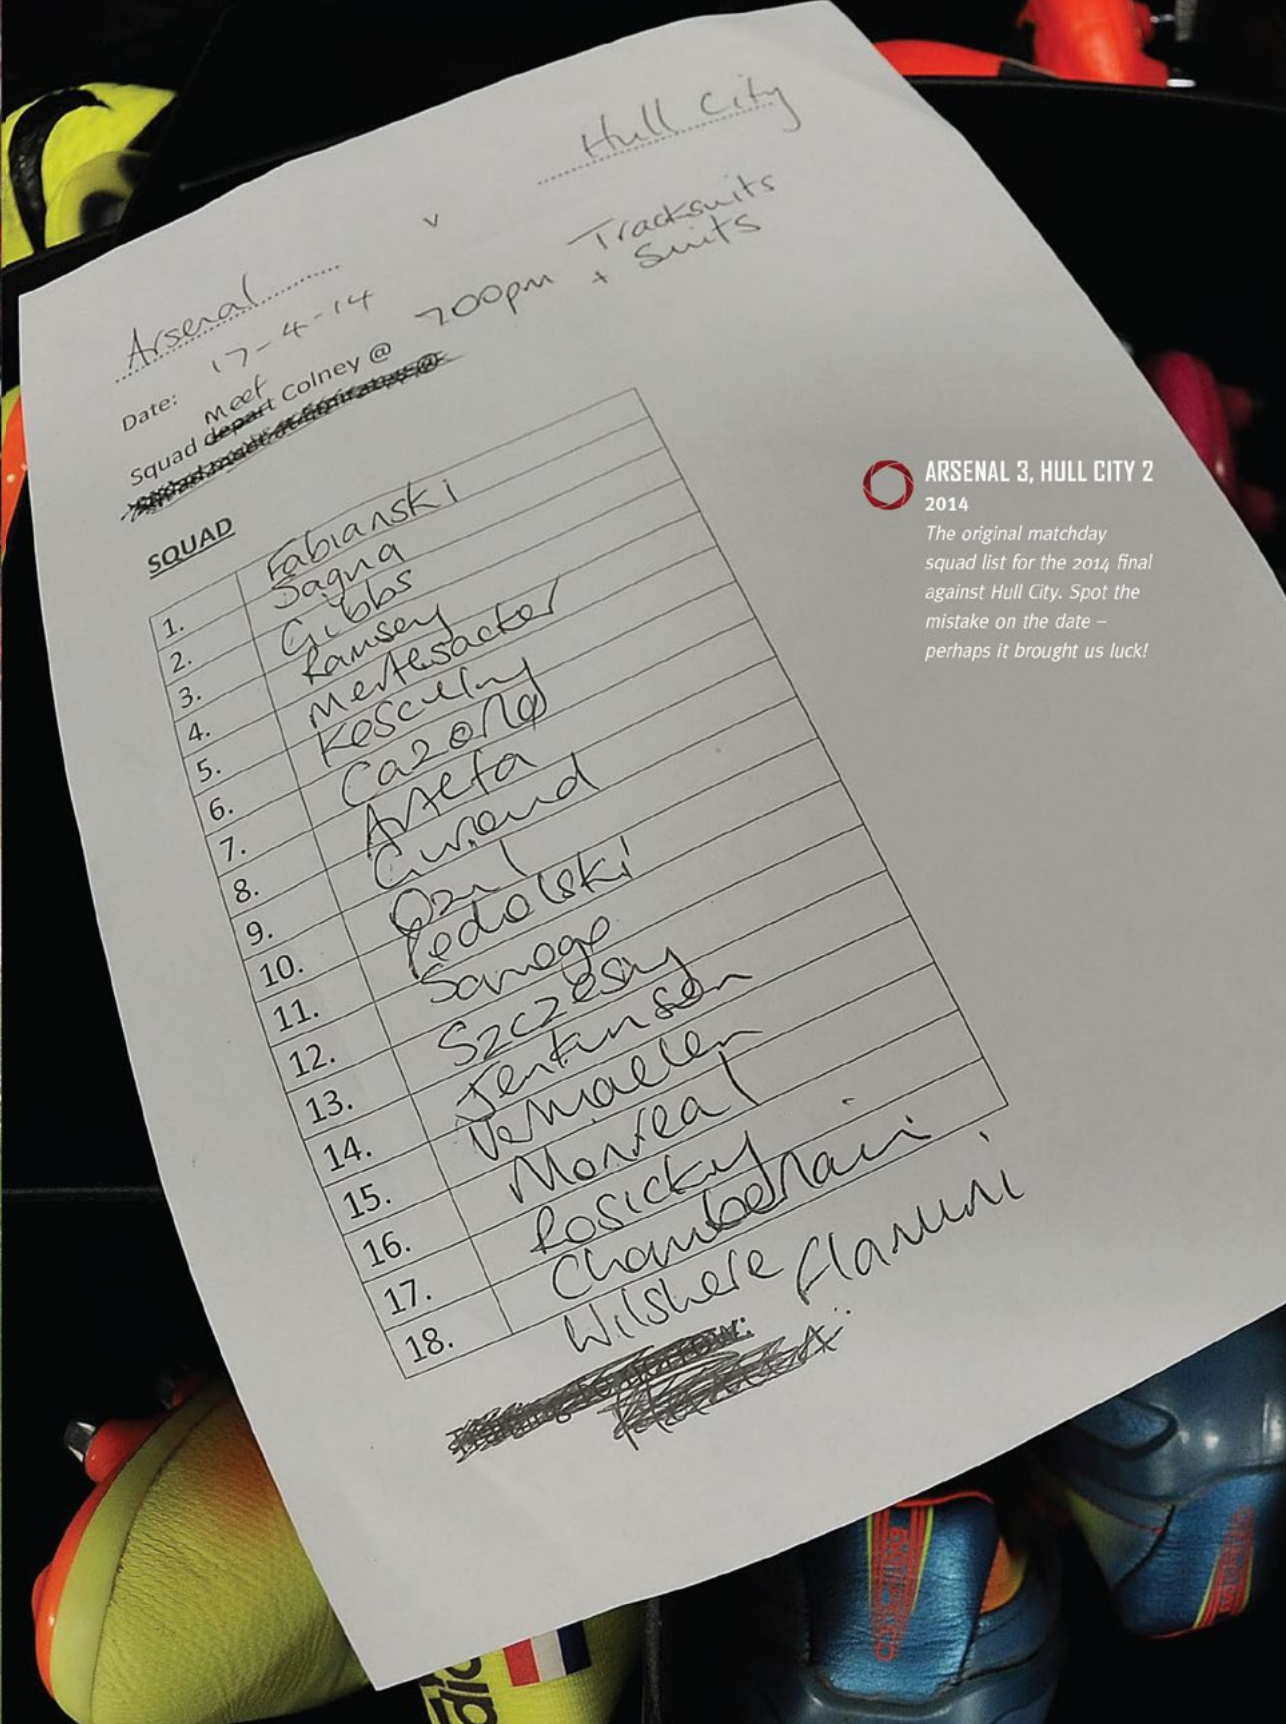 Hull City
v
Tracksuits
Arsenal
+ Suits
Date: 17-4-14 700pm
meet
Squad depart Colney @
SQUAD
1. Fabianski
2. Sagna
3. Gibbs
4. Ramsey
5. Mertesacker
6. Koscielny
7. Cazorla
8. Arteta
9. Giroud
10. Ozil
11. Podolski
12. Sanogo
13. Szczesny
14. Jenkinson
15. Vermaelen
16. Monreal
17. Rosicky
18. Chamberlain
Wilshere Flamini
ARSENAL 3, HULL CITY 2
2014
The original matchday
squad list for the 2014 final
against Hull City. Spot the
mistake on the date –
perhaps it brought us luck!